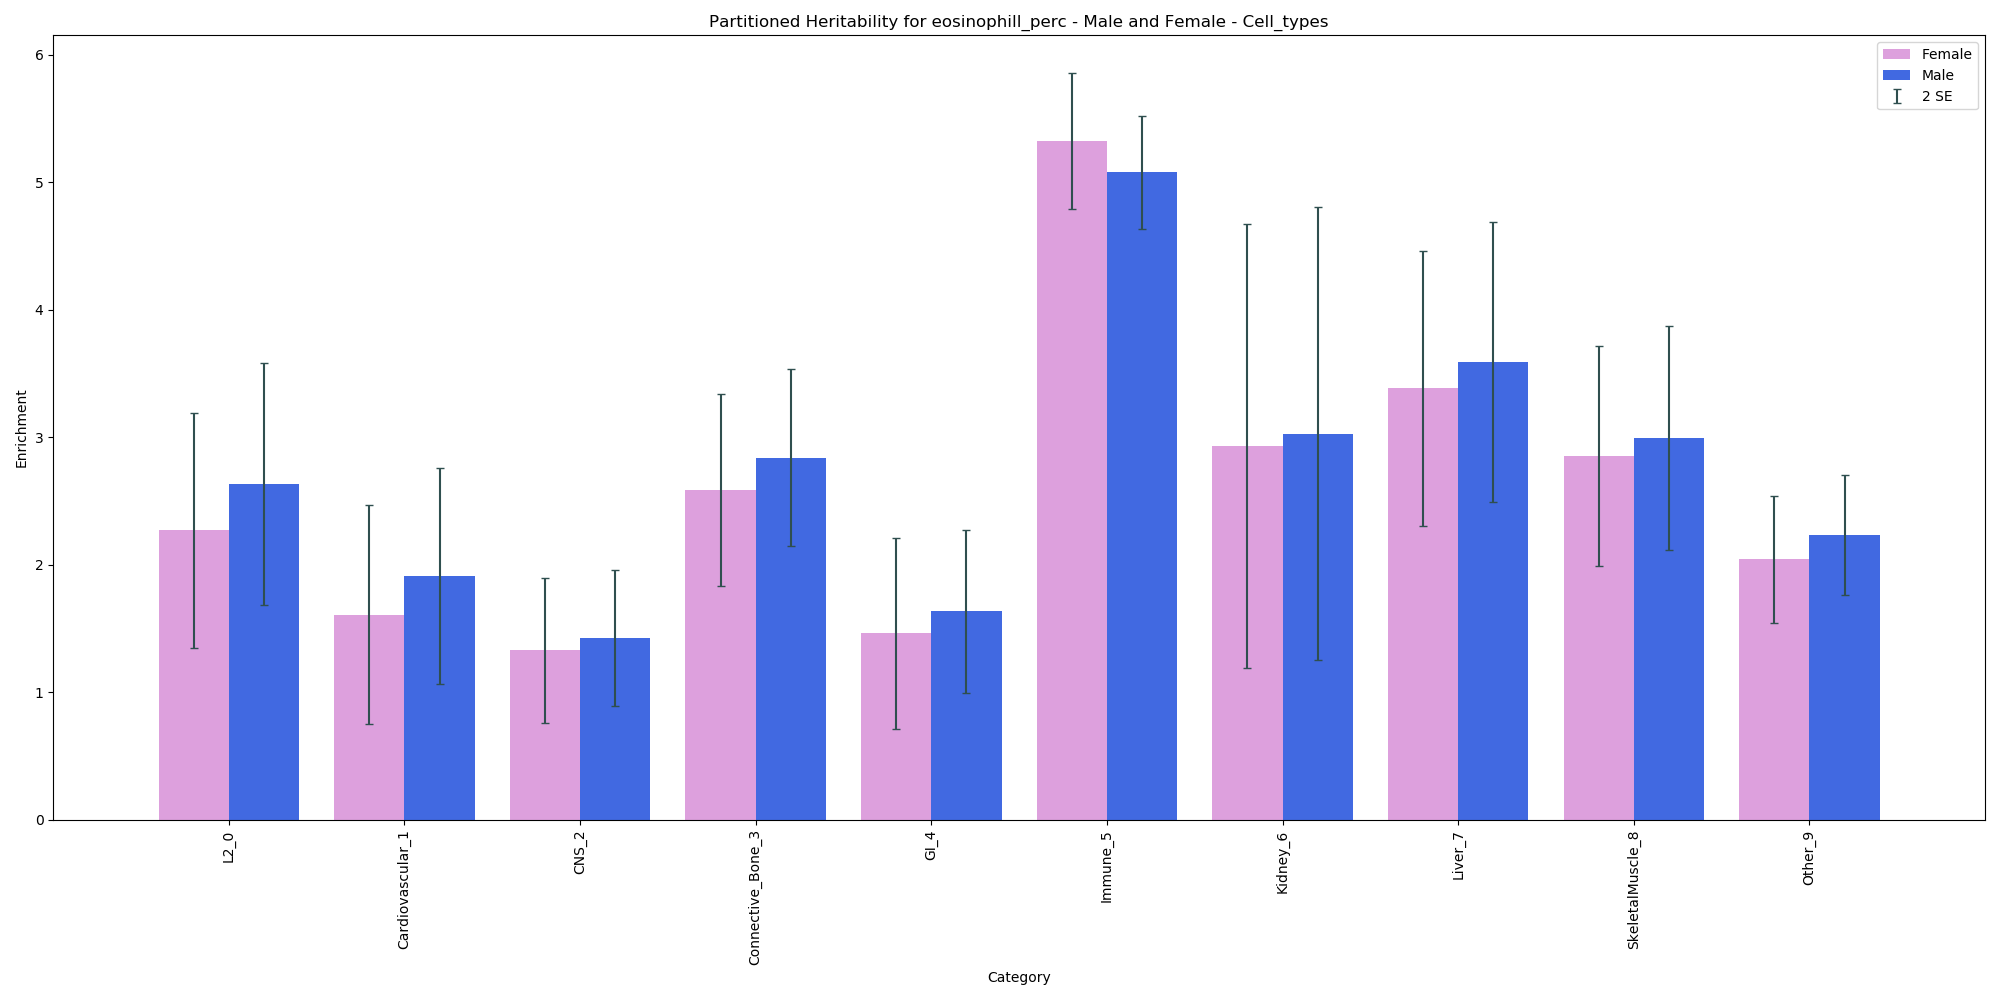 Partitioned Heritability for eosinophill_perc - Male and Female - Cell_types
Female
Male
2 SE
Enrichment
6
5
4
3
2
1
0
L2_0
Cardiovascular_1
CNS_2
Connective_Bone_3
GI_4
Immune_5
Kidney_6
Liver_7
SkeletalMuscle_8
Other_9
Category